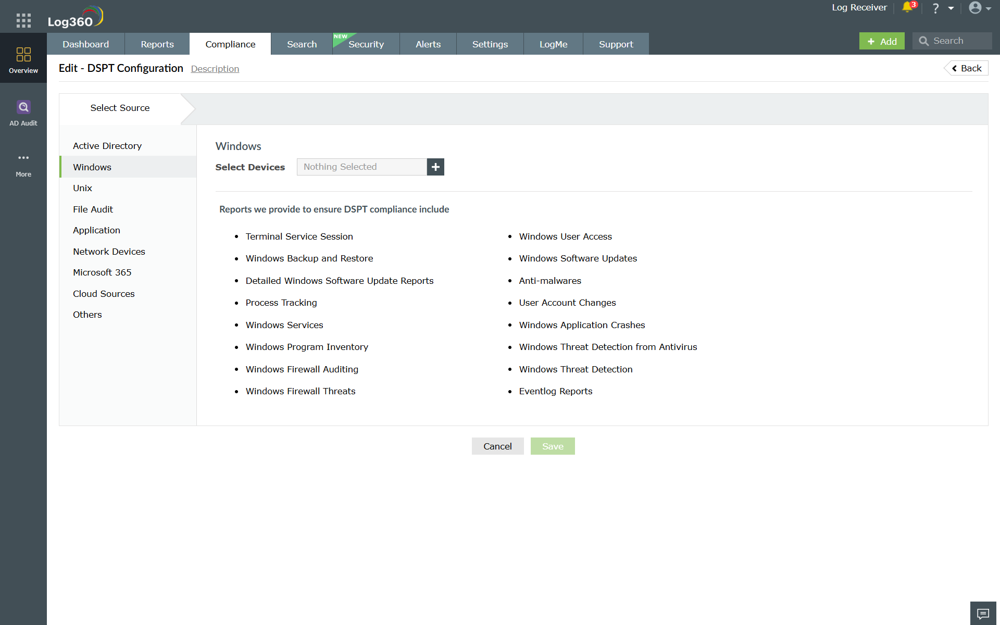 Log360
Log Receiver
3
?
Dashboard
Reports
Compliance
Search
NEW
Security
Alerts
Settings
LogMe
Support
+ Add
Search
Overview
AD Audit
More
Edit - DSPT Configuration
Description
Back
Select Source
Active Directory
Windows
Unix
File Audit
Application
Network Devices
Microsoft 365
Cloud Sources
Others
Windows
Select Devices
Nothing Selected
Reports we provide to ensure DSPT compliance include
Terminal Service Session
Windows User Access
Windows Backup and Restore
Windows Software Updates
Detailed Windows Software Update Reports
Anti-malwares
Process Tracking
User Account Changes
Windows Services
Windows Application Crashes
Windows Program Inventory
Windows Threat Detection from Antivirus
Windows Firewall Auditing
Windows Threat Detection
Windows Firewall Threats
Eventlog Reports
Cancel
Save